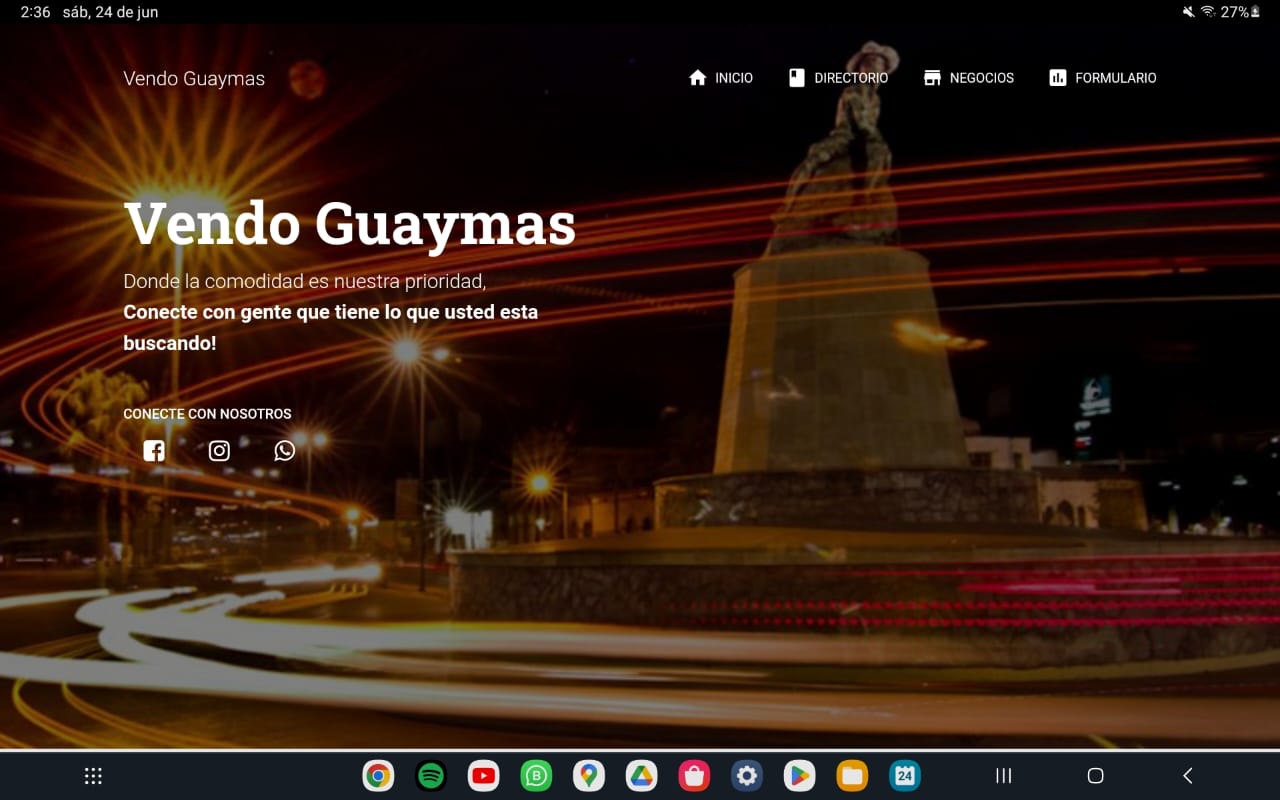 2:36 sáb, 24 de jun
27%
Vendo Guaymas
INICIO DIRECTORIO NEGOCIOS FORMULARIO
Vendo Guaymas
Donde la comodidad es nuestra prioridad,
Conecte con gente que tiene lo que usted esta
buscando!
CONECTE CON NOSOTROS
B
24